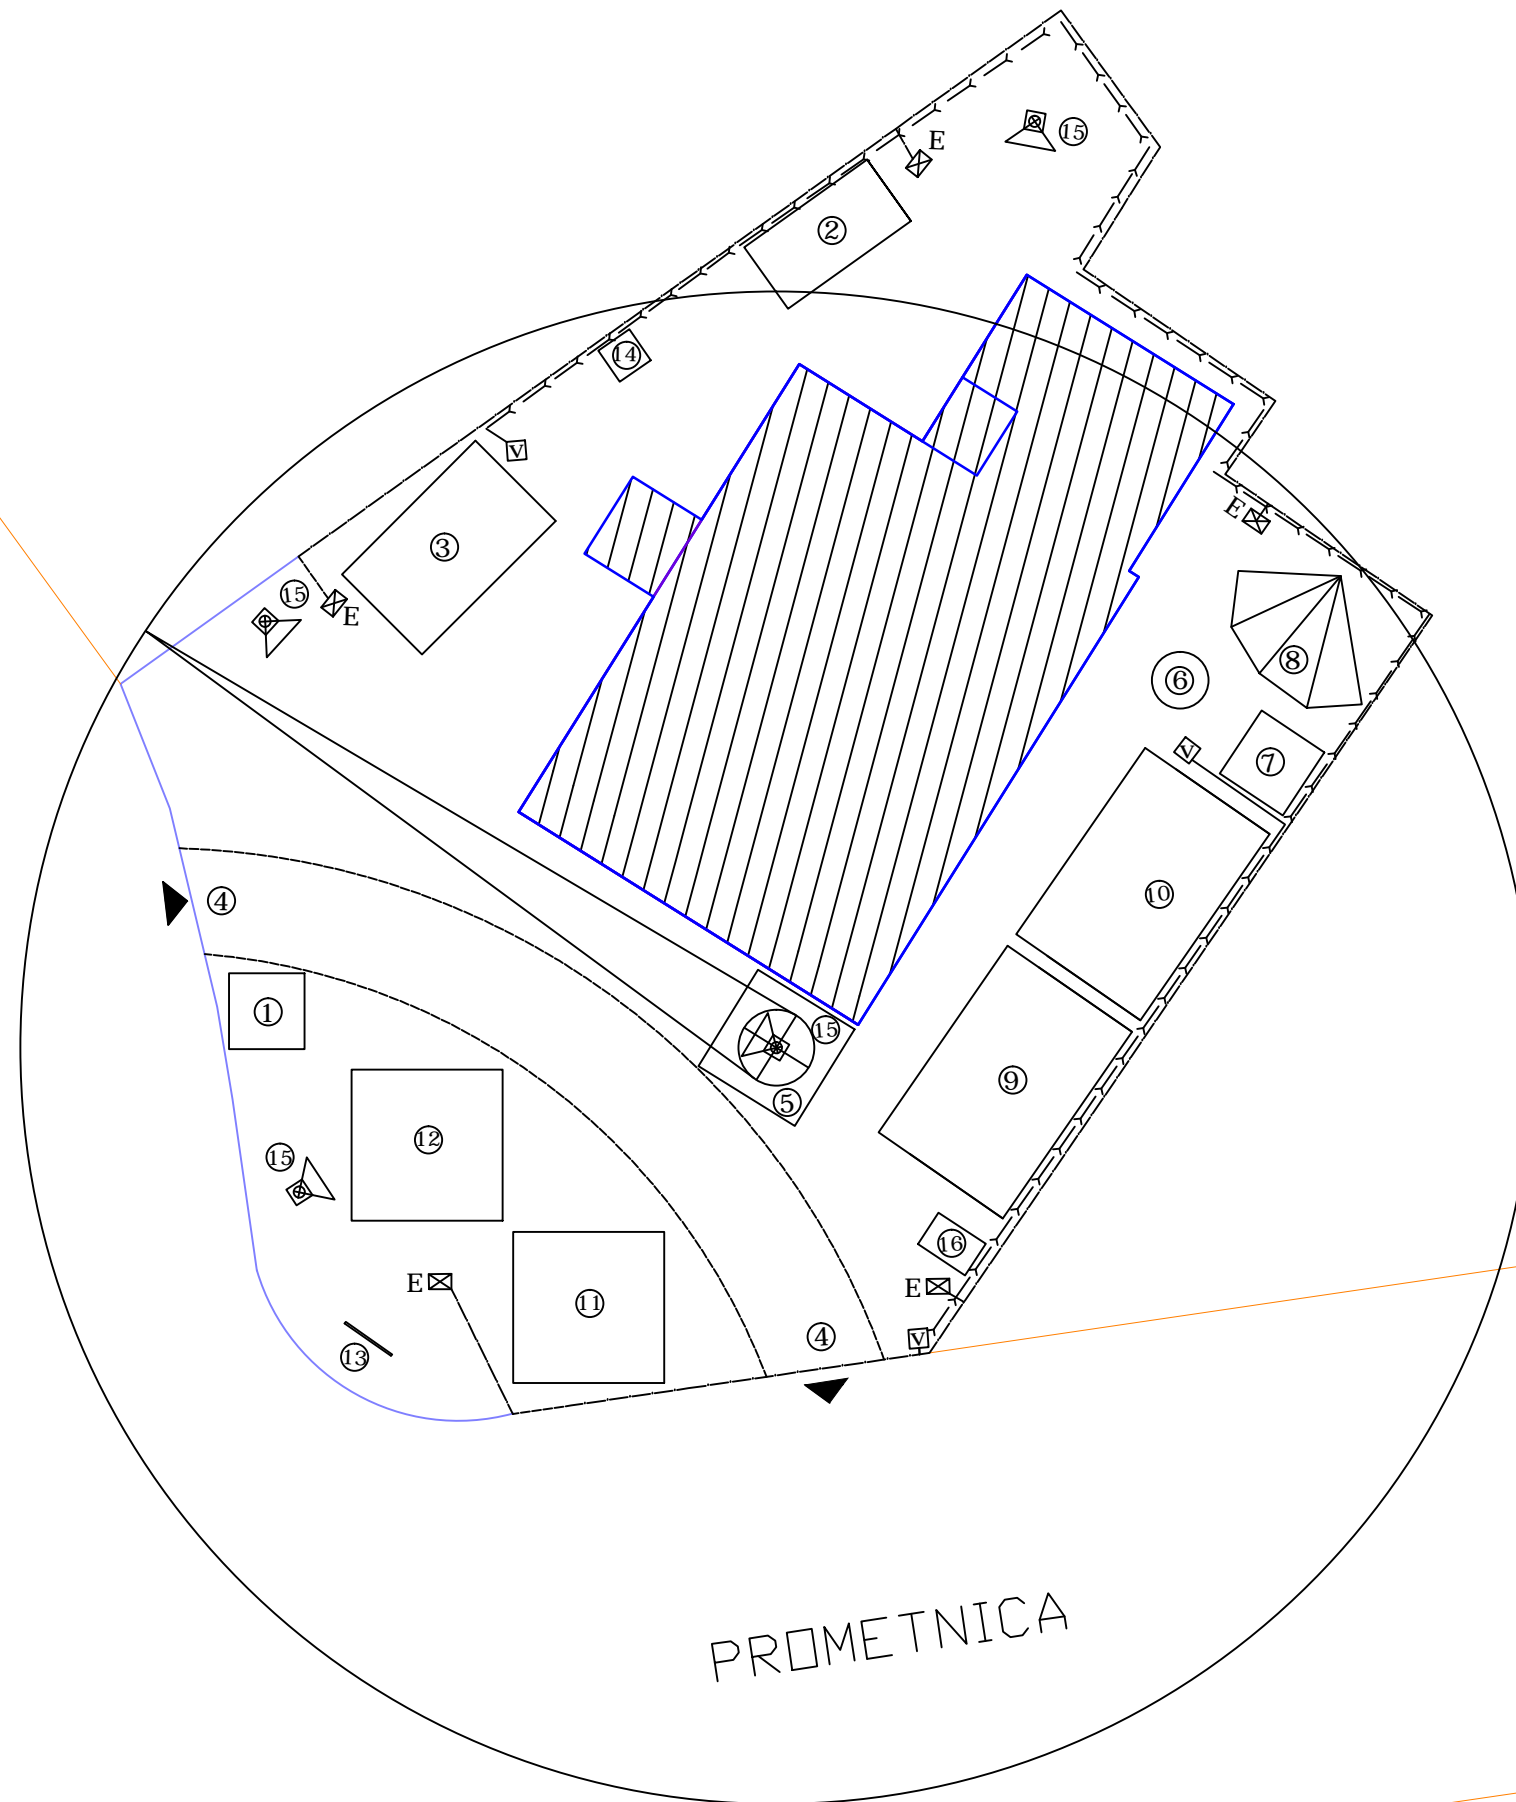 E
⑮
②
⑭
V
E
③
⑮
E
⑧
⑥
V
⑦
④
⑩
①
⑮
⑨
⑤
⑫
⑮
⑯
E
E
⑪
④
V
⑬
PROMETNICA